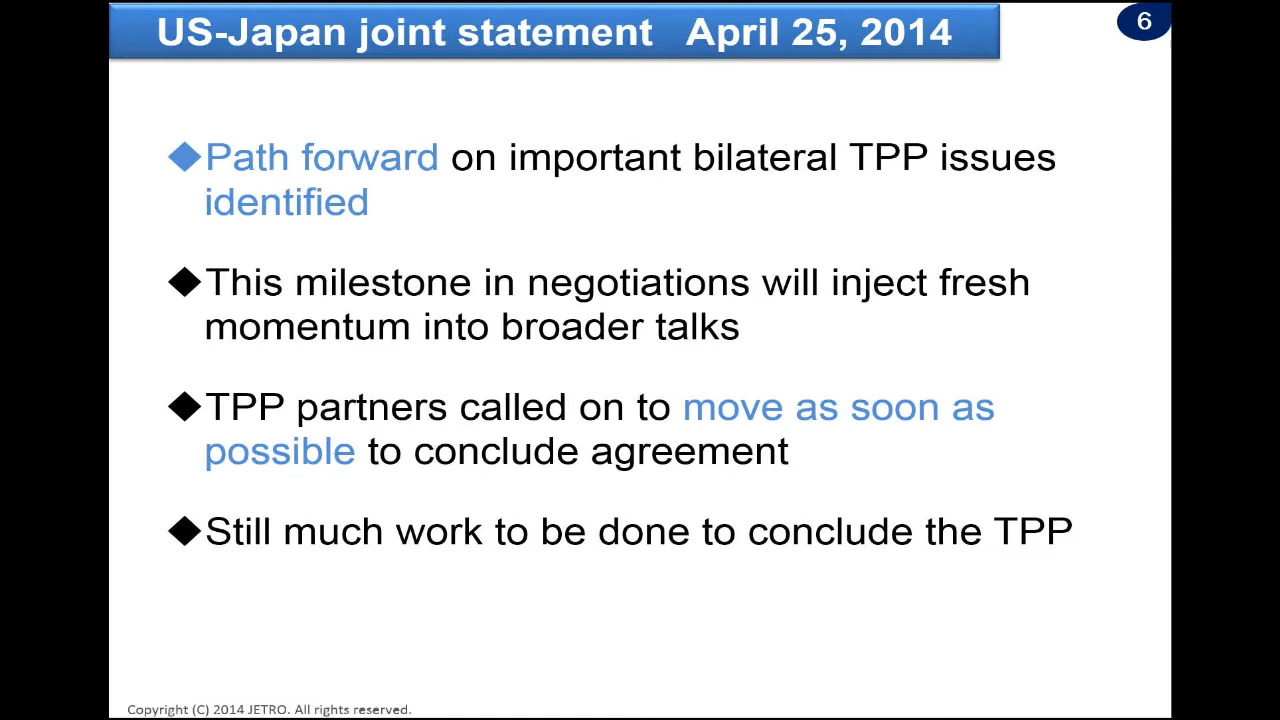 US-Japan joint statement April 25, 2014
6
◆Path forward on important bilateral TPP issues
identified
◆This milestone in negotiations will inject fresh
momentum into broader talks
◆TPP partners called on to move as soon as
possible to conclude agreement
◆Still much work to be done to conclude the TPP
Copyright (C) 2014 JETRO. All rights reserved.